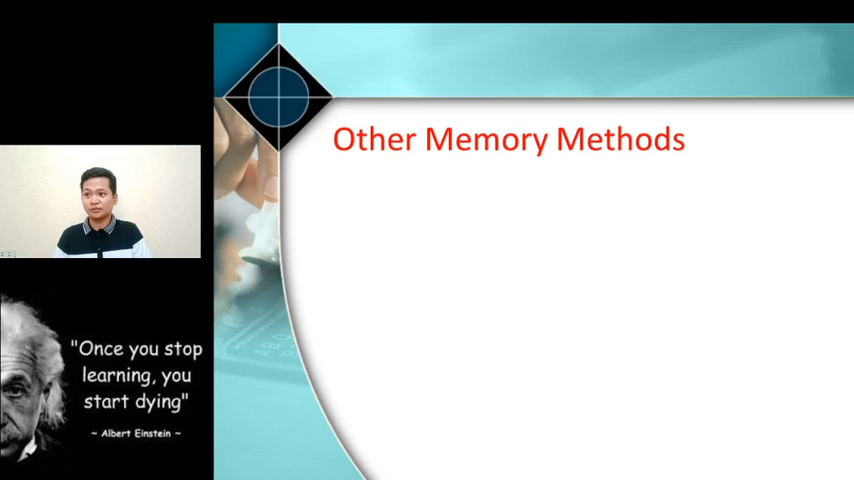 Other Memory Methods
"Once you stop
learning, you
start dying"
~ Albert Einstein ~